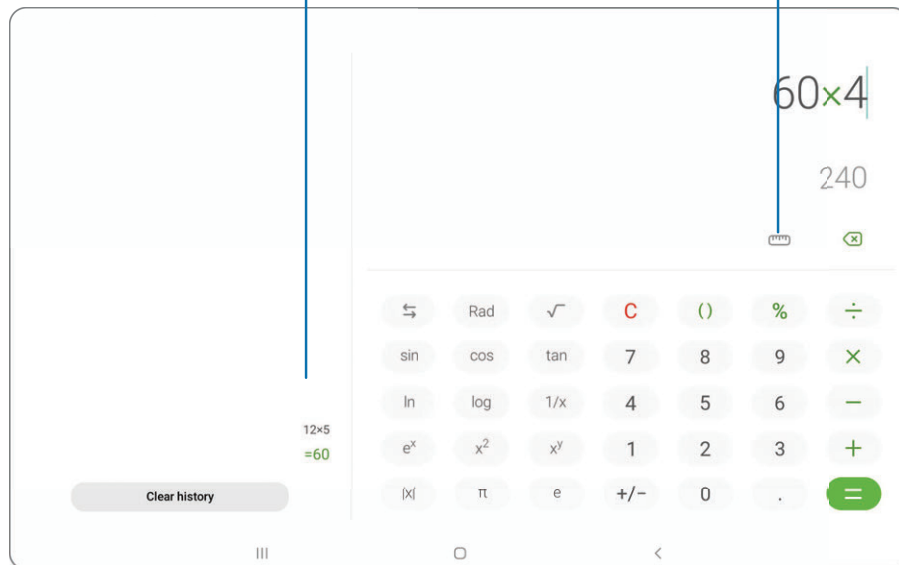 60×4
240
⇆ Rad √ C () % ÷
sin cos tan 7 8 9 ×
ln log 1/x 4 5 6 −
12×5
=60
eˣ x² xʸ 1 2 3 +
Clear history
|x| π e +/− 0 . =